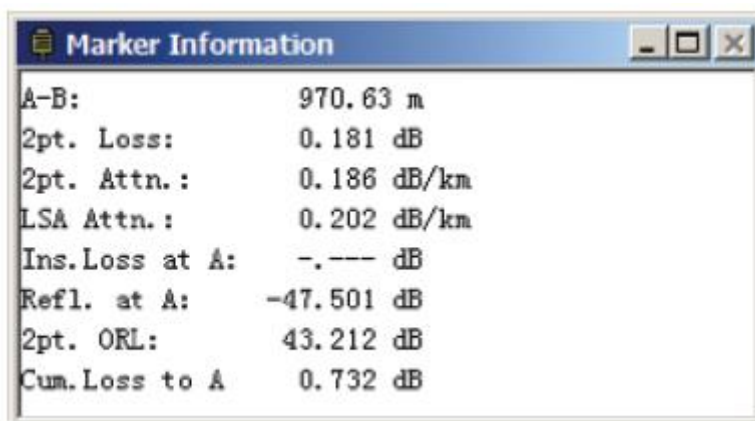 Marker Information
A-B: 970.63 m
2pt. Loss: 0.181 dB
2pt. Attn.: 0.186 dB/km
LSA Attn.: 0.202 dB/km
Ins.Loss at A: -.--- dB
Refl. at A: -47.501 dB
2pt. ORL: 43.212 dB
Cum.Loss to A 0.732 dB